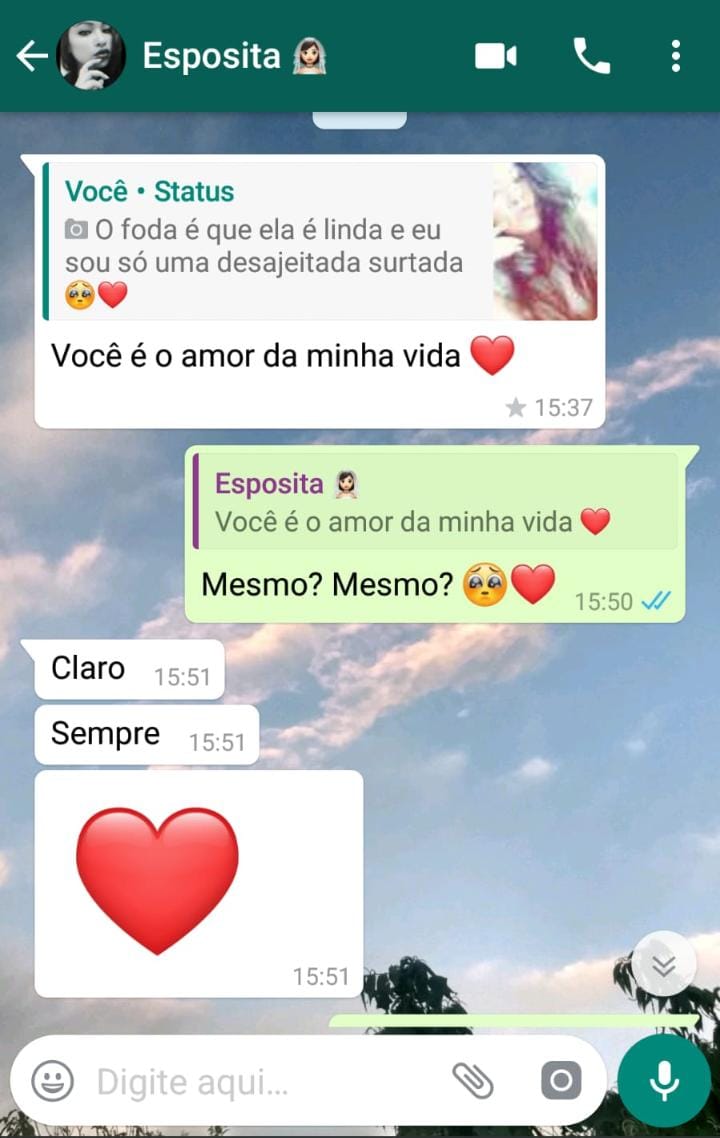 Esposita 👰🏻
Você • Status
📷 O foda é que ela é linda e eu
sou só uma desajeitada surtada
🥺❤️
Você é o amor da minha vida ❤️
15:37
Esposita 👰🏻
Você é o amor da minha vida ❤️
Mesmo? Mesmo? 🥺❤️
15:50
Claro 15:51
Sempre 15:51
❤️
15:51
Digite aqui...